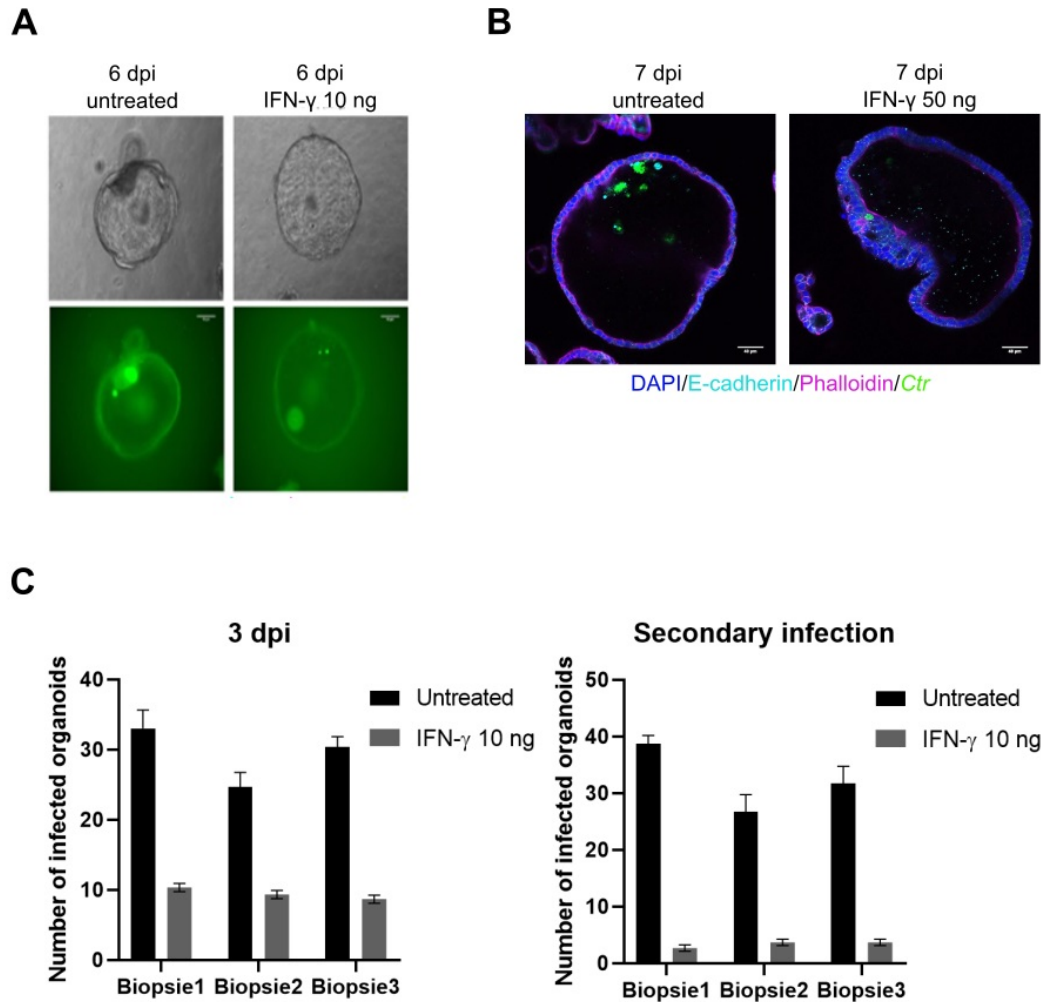 A
6 dpi
untreated
6 dpi
IFN-γ 10 ng
B
7 dpi
untreated
7 dpi
IFN-γ 50 ng
DAPI/E-cadherin/Phalloidin/Ctr
C
3 dpi
Number of infected organoids
40
30
20
10
0
Untreated
IFN-γ 10 ng
Biopsie1 Biopsie2 Biopsie3
Secondary infection
Number of infected organoids
50
40
30
20
10
0
Untreated
IFN-γ 10 ng
Biopsie1 Biopsie2 Biopsie3